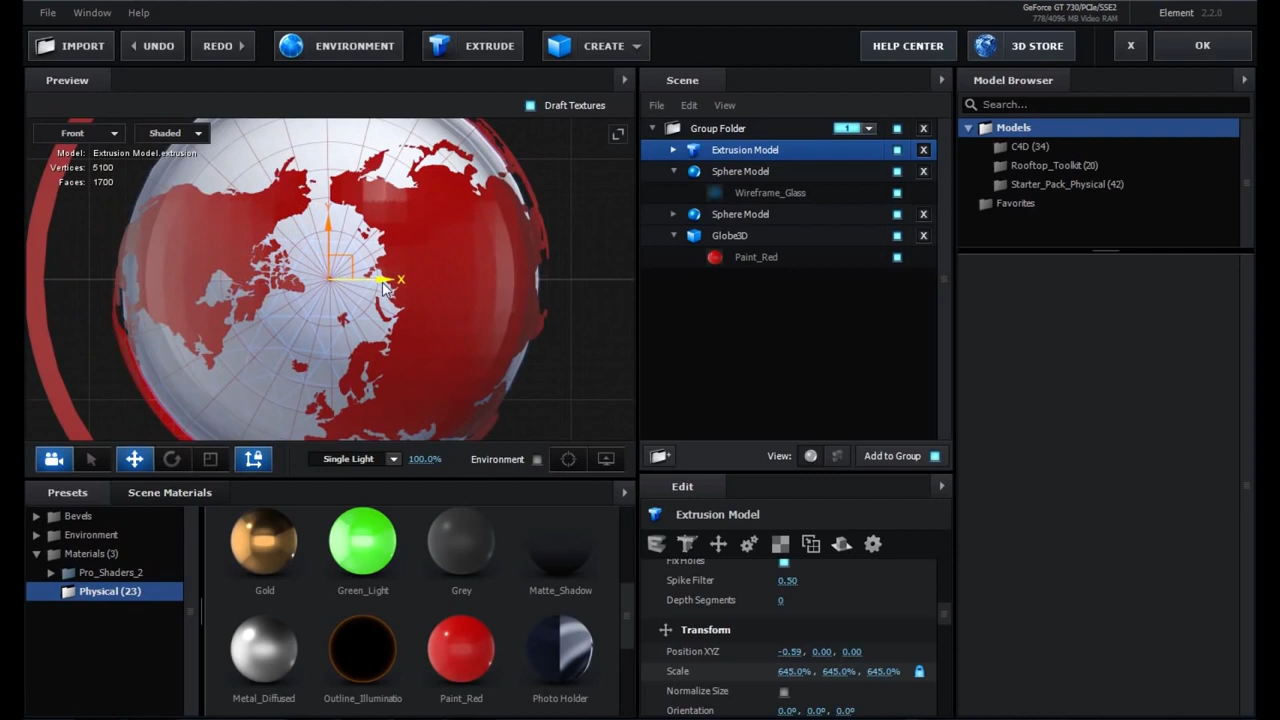 File Window Help
GeForce GT 730/PCIe/SSE2
778/4096 MB Video RAM
Element 2.2.0
IMPORT UNDO REDO ENVIRONMENT EXTRUDE CREATE HELP CENTER 3D STORE X OK
Preview
Draft Textures
Front Shaded
Model: Extrusion Model.extrusion
Vertices: 5100
Faces: 1700
Y
X
Single Light 100.0% Environment
Scene
File Edit View
Group Folder 1 X
Extrusion Model X
Sphere Model X
Wireframe_Glass
Sphere Model X
Globe3D X
Paint_Red
View: Add to Group
Model Browser
Search...
Models
C4D (34)
Rooftop_Toolkit (20)
Starter_Pack_Physical (42)
Favorites
Presets Scene Materials
Bevels
Environment
Materials (3)
Pro_Shaders_2
Physical (23)
Gold Green_Light Grey Matte_Shadow
Metal_Diffused Outline_Illuminatio Paint_Red Photo Holder
Edit
Extrusion Model
Fix Holes
Spike Filter 0.50
Depth Segments 0
Transform
Position XYZ -0.59, 0.00, 0.00
Scale 645.0%, 645.0%, 645.0%
Normalize Size
Orientation 0.0º, 0.0º, 0.0º